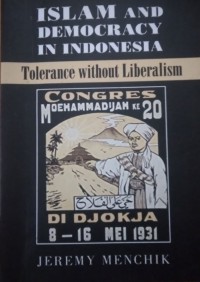 ISLAM AND
DEMOCRACY
IN INDONESIA
Tolerance without Liberalism
CONGRES
MOEHAMMADIJAH KE 20
DI DJOKJA
8 – 16 MEI 1931
JEREMY MENCHIK